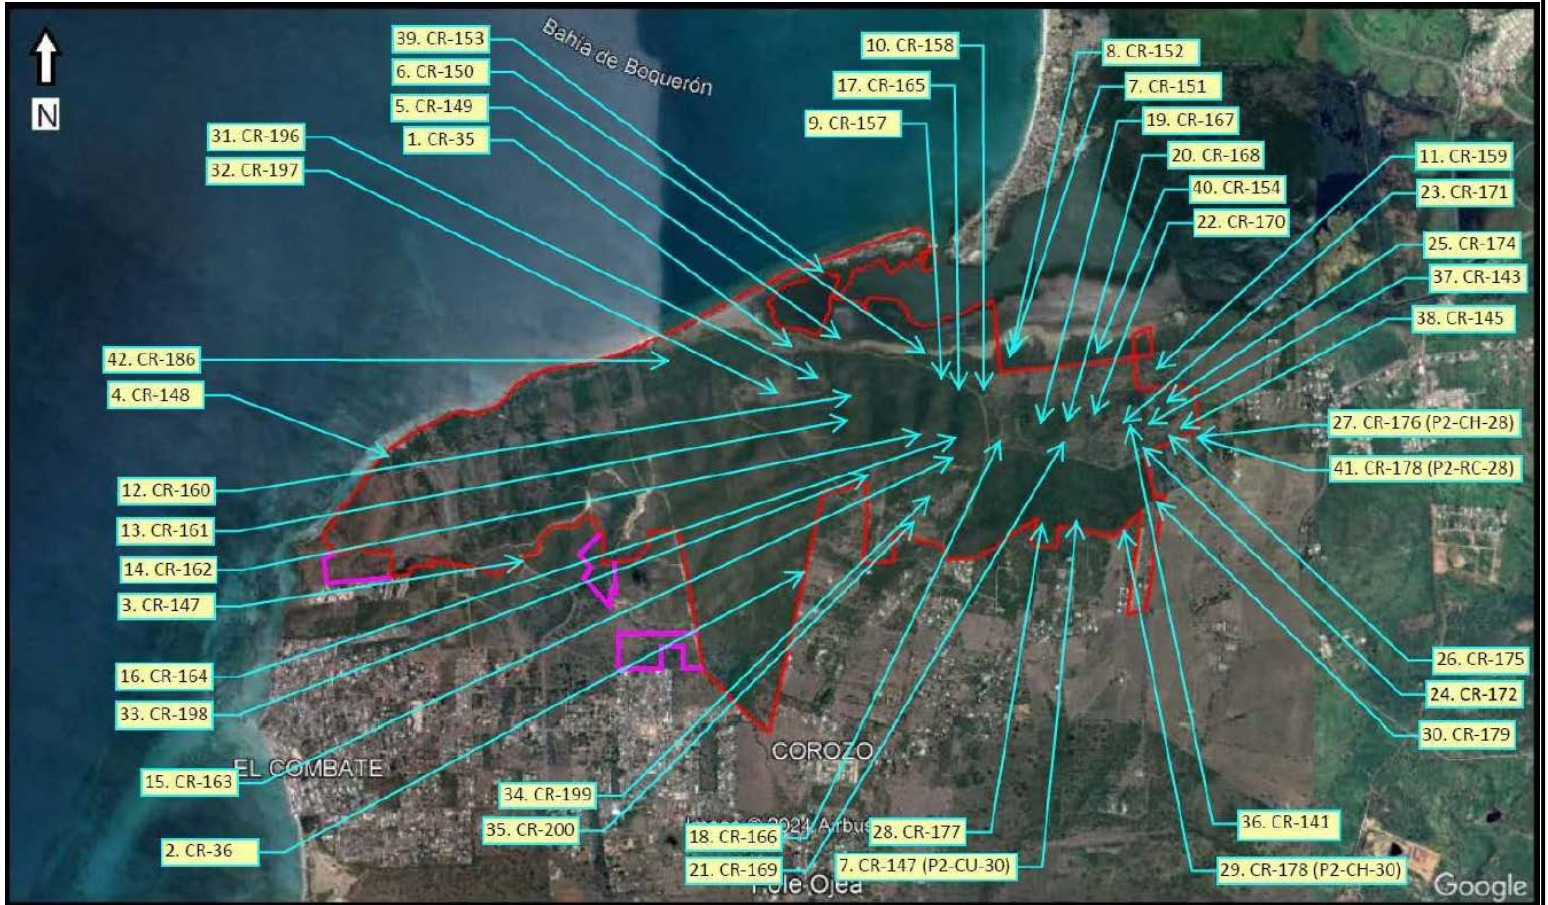 39. CR-153
6. CR-150
5. CR-149
1. CR-35
31. CR-196
32. CR-197
Bahía de Boquerón
10. CR-158
17. CR-165
9. CR-157
8. CR-152
7. CR-151
19. CR-167
20. CR-168
40. CR-154
22. CR-170
11. CR-159
23. CR-171
25. CR-174
37. CR-143
38. CR-145
N
42. CR-186
4. CR-148
27. CR-176 (P2-CH-28)
41. CR-178 (P2-RC-28)
12. CR-160
13. CR-161
14. CR-162
3. CR-147
16. CR-164
33. CR-198
15. CR-163
2. CR-36
26. CR-175
24. CR-172
30. CR-179
EL COMBATE
COROZO
34. CR-199
35. CR-200
18. CR-166
21. CR-169
© 2024 Airbus
28. CR-177
7. CR-147 (P2-CU-30)
36. CR-141
29. CR-178 (P2-CH-30)
Ojea
Google